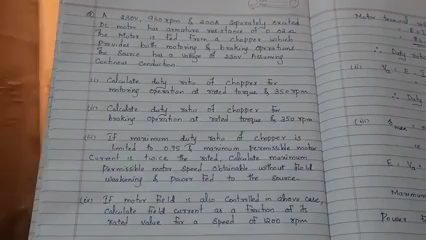 A 230V, 960 rpm & 200A separately excited
DC motor has armature resistance of 0.02 Ω
The Motor is fed from a chopper which
provides both motoring & braking operations
The Source has a voltage of 230V Assuming
Continuous Conduction.
(i) Calculate duty ratio of chopper for
motoring operation at rated torque & 350 rpm.
(ii) Calculate duty ratio of chopper for
braking operation at rated torque & 350 rpm.
(iii) If maximum duty ratio of chopper is
limited to 0.95 & maximum permissible motor
Current is twice the rated, Calculate maximum
Permissible motor speed obtainable without field
weakening & power fed to the source.
(iv) If motor field is also controlled in above case,
Calculate field current as a fraction of its
rated value for a speed of 1200 rpm
Motor
∴ Duty
(ii)
∴ Duty
(iii)
is
Maximum
Power